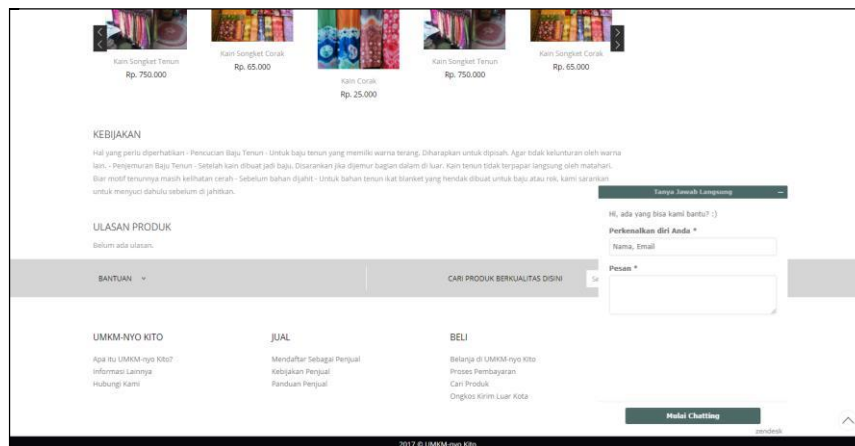 Kain Songket Tenun
Rp. 750.000
Kain Songket Corak
Rp. 65.000
Kain Corak
Rp. 25.000
Kain Songket Tenun
Rp. 750.000
Kain Songket Corak
Rp. 65.000
KEBIJAKAN
Hal yang perlu diperhatikan - Pencucian Baju Tenun - Untuk baju tenun yang memilki warna terang. Diharapkan untuk dipisah. Agar tidak kelunturan oleh warna
lain. - Penjemuran Baju Tenun - Setelah kain dibuat jadi baju. Disarankan jika dijemur bagian dalam di luar. Kain tenun tidak terpapar langsung oleh matahari.
Biar motif tenunnya masih kelihatan cerah - Sebelum bahan dijahit - Untuk bahan tenun ikat blanket yang hendak dibuat untuk baju atau rok. kami sarankan
untuk menyuci dahulu sebelum di jahitkan.
ULASAN PRODUK
Belum ada ulasan.
BANTUAN
CARI PRODUK BERKUALITAS DISINI
Se
Tanya Jawab Langsung
Hi, ada yang bisa kami bantu? :)
Perkenalkan diri Anda *
Nama, Email
Pesan *
Mulai Chatting
zendesk
UMKM-NYO KITO
Apa itu UMKM-nyo Kito?
Informasi Lainnya
Hubungi Kami
JUAL
Mendaftar Sebagai Penjual
Kebijakan Penjual
Panduan Penjual
BELI
Belanja di UMKM-nyo Kito
Proses Pembayaran
Cari Produk
Ongkos Kirim Luar Kota
2017 © UMKM-nyo Kito